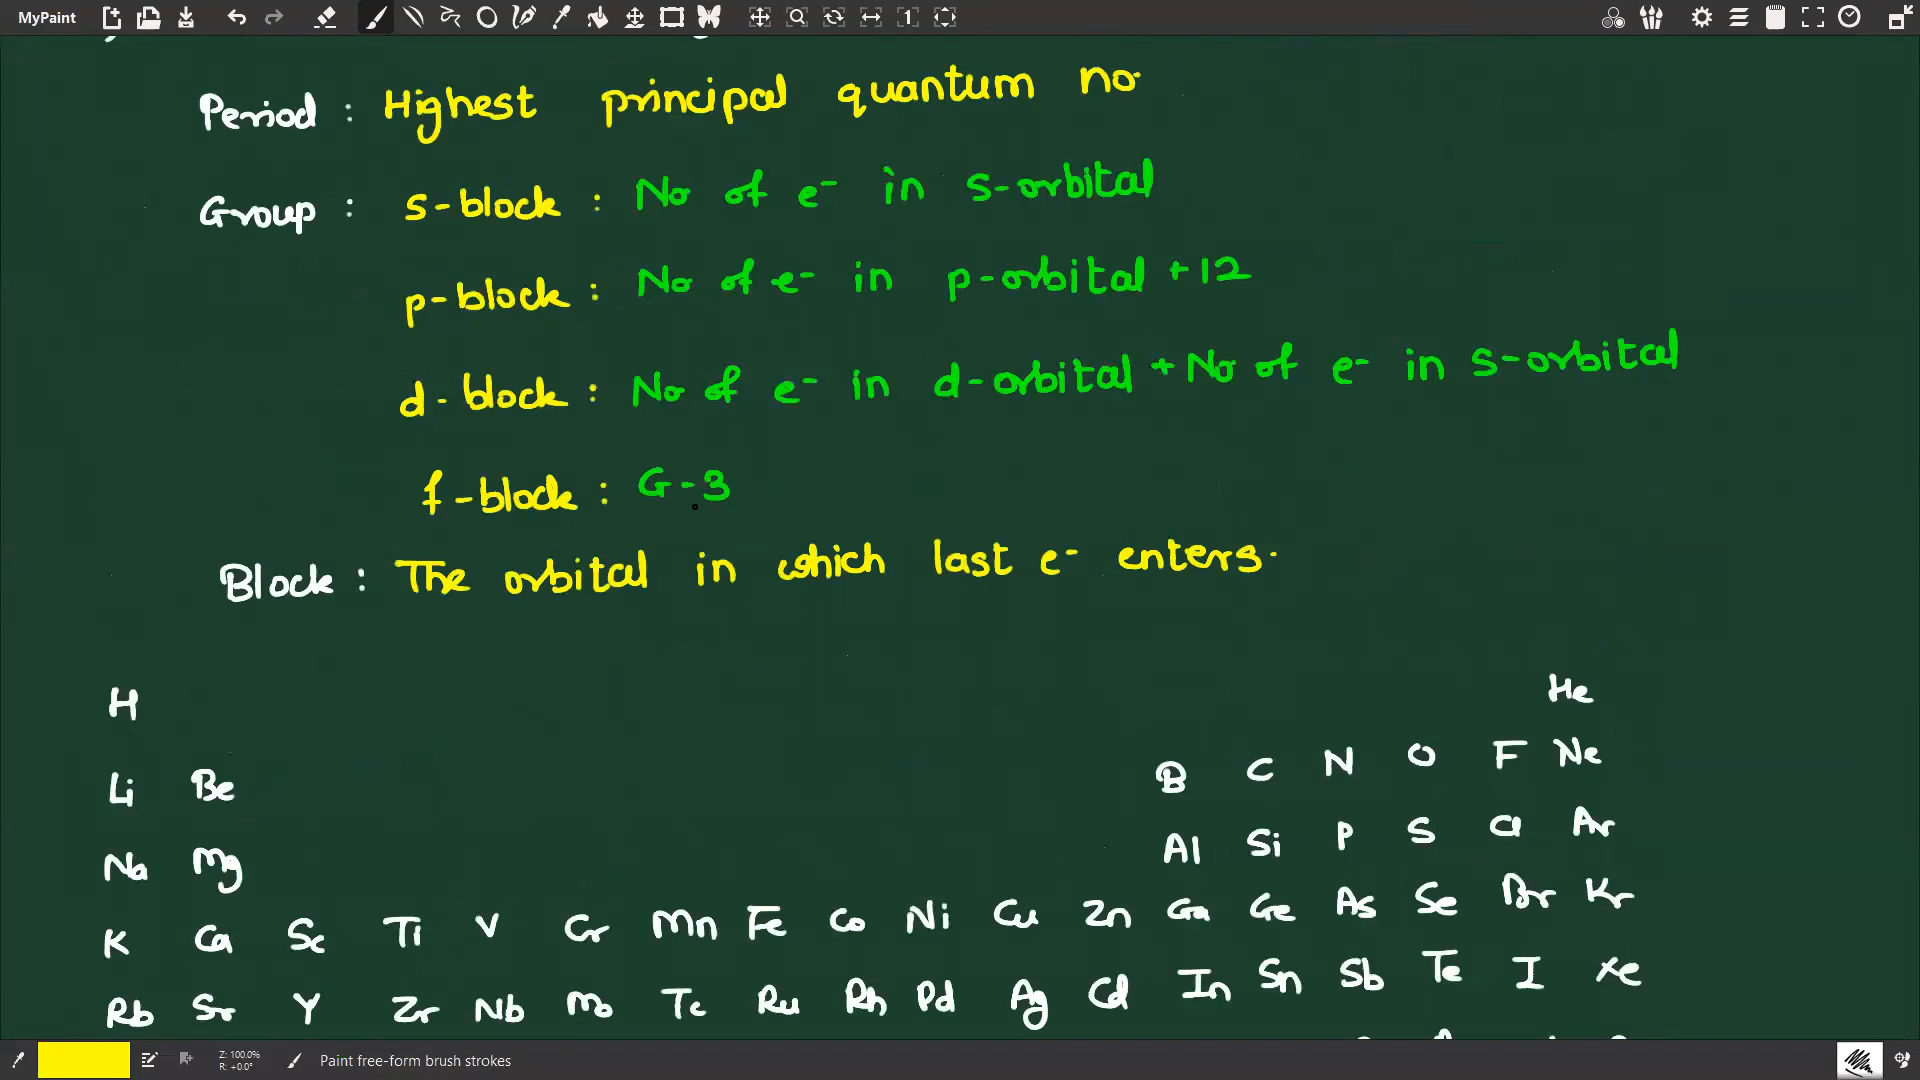 MyPaint
Period : Highest principal quantum no.
Group : s-block : No of e⁻ in s-orbital
p-block : No of e⁻ in p-orbital +12
d-block : No of e⁻ in d-orbital + No of e⁻ in s-orbital
f-block : G-3
Block : The orbital in which last e⁻ enters.
H He
Li Be B C N O F Ne
Na Mg Al Si P S Cl Ar
K Ca Sc Ti V Cr Mn Fe Co Ni Cu Zn Ga Ge As Se Br Kr
Rb Sr Y Zr Nb Mo Tc Ru Rh Pd Ag Cd In Sn Sb Te I Xe
Z: 100.0%
R: +0.0°
Paint free-form brush strokes